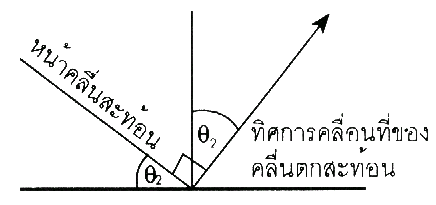 หน้าคลื่นสะท้อน
θ₂
θ₂
ทิศการคลื่อนที่ของ
คลื่นตกสะท้อน